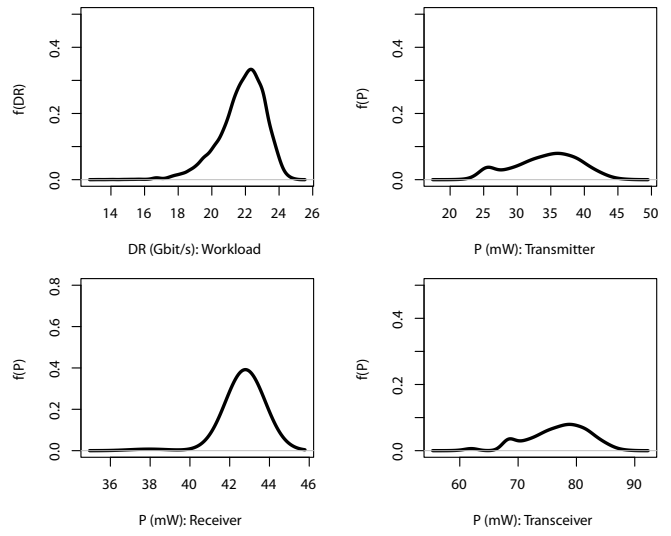 f(DR)
0.0
0.2
0.4
14 16 18 20 22 24 26
DR (Gbit/s): Workload
f(P)
0.0
0.2
0.4
20 25 30 35 40 45 50
P (mW): Transmitter
f(P)
0.0
0.2
0.4
0.6
0.8
36 38 40 42 44 46
P (mW): Receiver
f(P)
0.0
0.2
0.4
60 70 80 90
P (mW): Transceiver